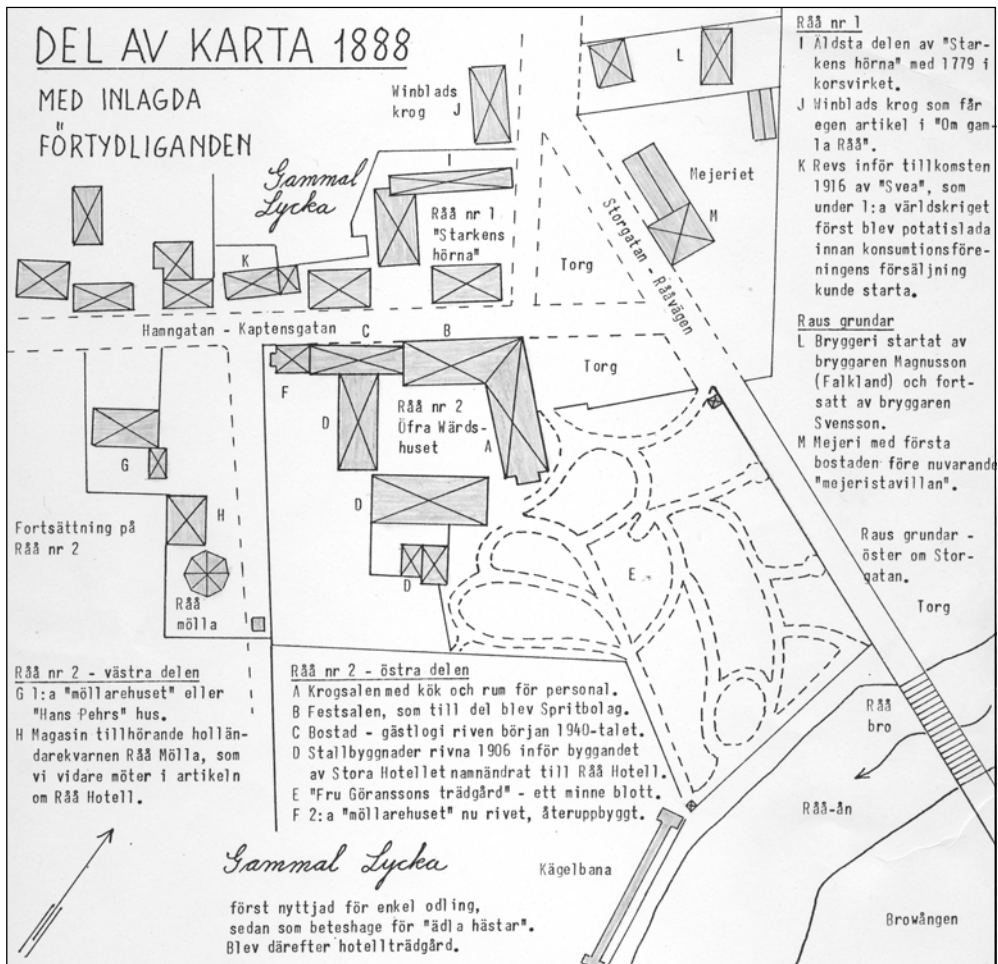 DEL AV KARTA 1888
MED INLAGDA
FÖRTYDLIGANDEN
Gammal
Lycka
Winblads
krog J
I
L
Råå nr 1
"Starkens
hörna"
K
Mejeriet
M
Torg
Storgatan - Rååvägen
Hamngatan - Kaptensgatan
C
B
Torg
F
D
Råå nr 2
Öfra Wärds-
huset
A
G
D
H
Fortsättning på
Råå nr 2
D
E
Råå
mölla
Råå nr 1
I Äldsta delen av "Star-
kens hörna" med 1779 i
korsvirket.
J Winblads krog som får
egen artikel i "Om gam-
la Råå".
K Revs inför tillkomsten
1916 av "Svea", som
under 1:a världskriget
först blev potatislada
innan konsumtionsföre-
ningens försäljning
kunde starta.
Raus grundar
L Bryggeri startat av
bryggaren Magnusson
(Falkland) och fort-
satt av bryggaren
Svensson.
M Mejeri med första
bostaden före nuvarande
"mejeristavillan".
Raus grundar -
öster om Stor-
gatan.
Torg
Råå
bro
Råå-ån
Browången
Kägelbana
Råå nr 2 - västra delen
G 1:a "möllarehuset" eller
"Hans Pehrs" hus.
H Magasin tillhörande hollän-
darekvarnen Råå Mölla, som
vi vidare möter i artikeln
om Råå Hotell.
Råå nr 2 - östra delen
A Krogsalen med kök och rum för personal.
B Festsalen, som till del blev Spritbolag.
C Bostad - gästlogi riven början 1940-talet.
D Stallbyggnader rivna 1906 inför byggandet
av Stora Hotellet namnändrat till Råå Hotell.
E "Fru Göranssons trädgård" - ett minne blott.
F 2:a "möllarehuset" nu rivet, återuppbyggt.
Gammal Lycka
först nyttjad för enkel odling,
sedan som beteshage för "ädla hästar".
Blev därefter hotellträdgård.